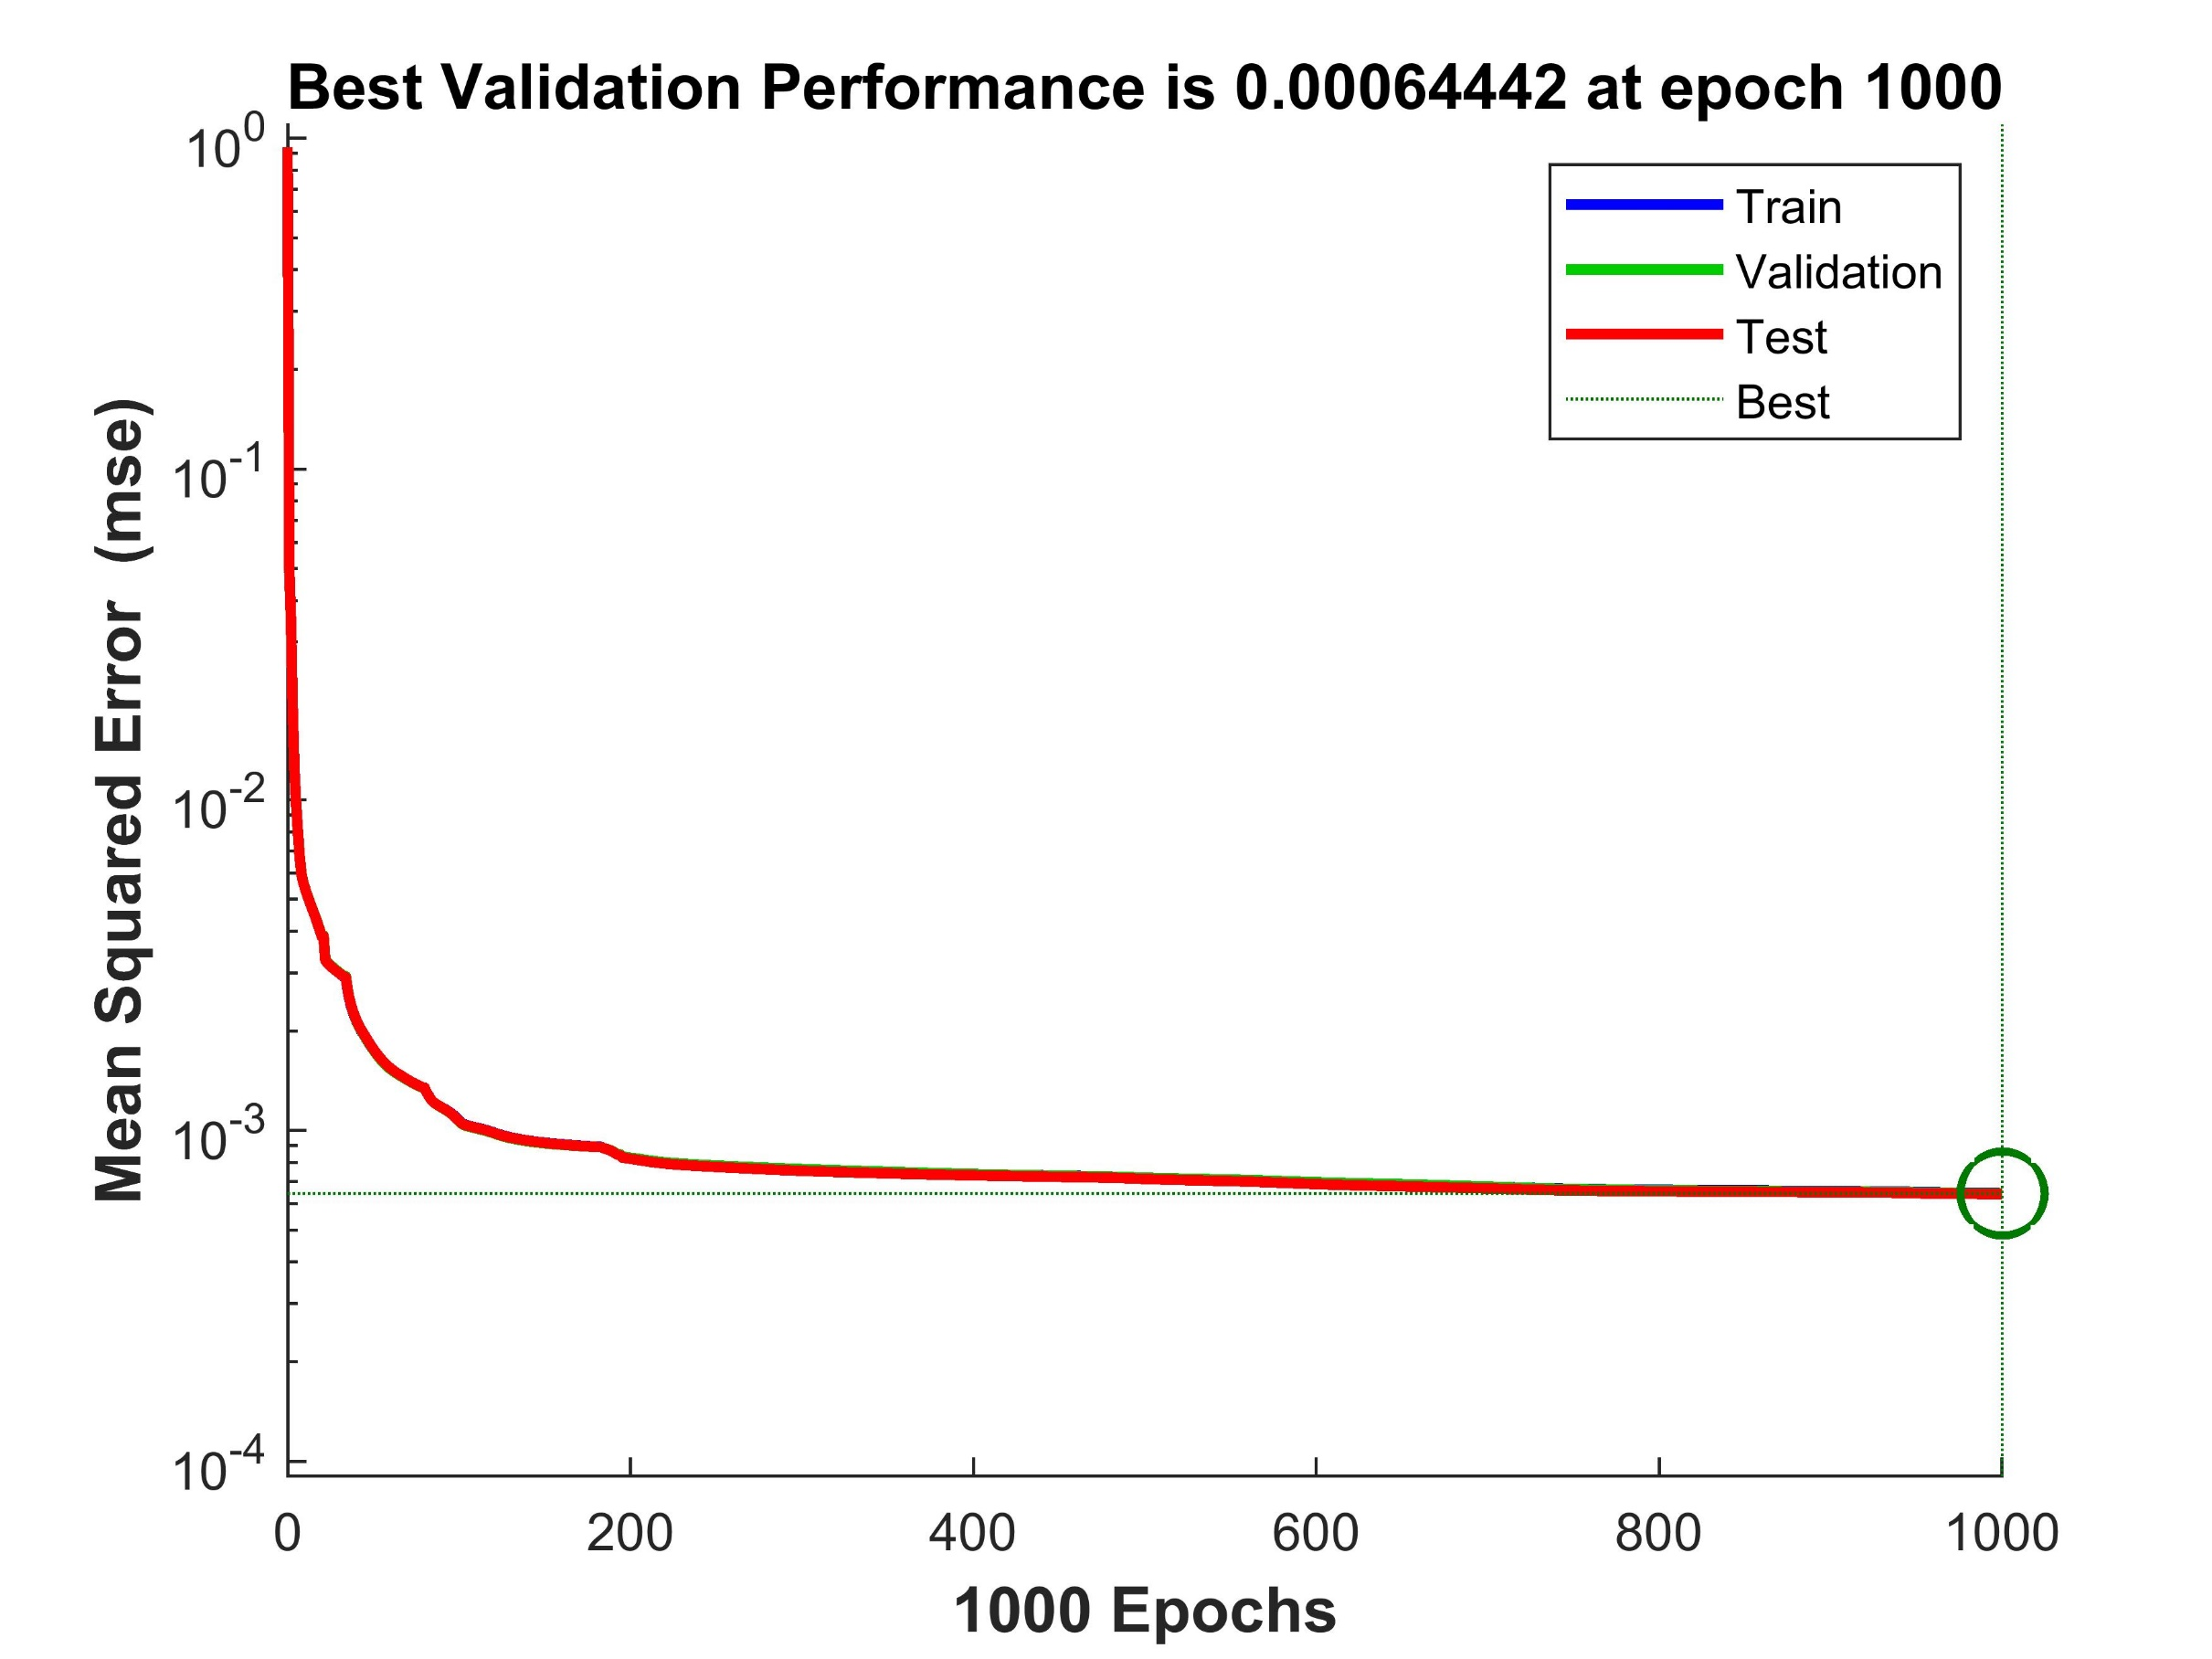 Best Validation Performance is 0.00064442 at epoch 1000
10^0
10^-1
10^-2
10^-3
10^-4
Mean Squared Error (mse)
Train
Validation
Test
Best
0 200 400 600 800 1000
1000 Epochs